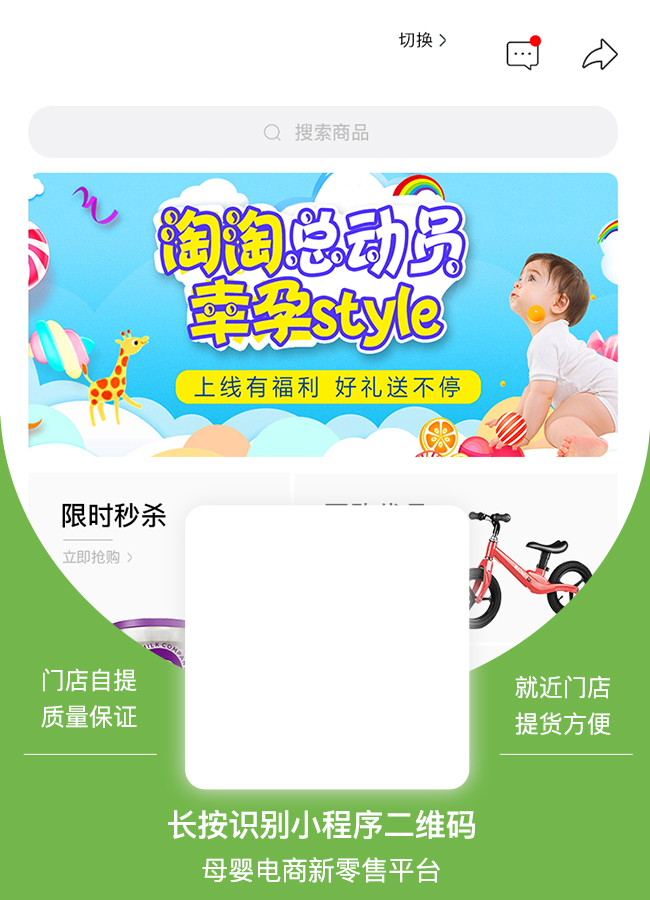 切换
搜索商品
淘淘总动员
幸孕style
上线有福利 好礼送不停
限时秒杀
立即抢购
MILK COMPANY
门店自提
质量保证
就近门店
提货方便
长按识别小程序二维码
母婴电商新零售平台